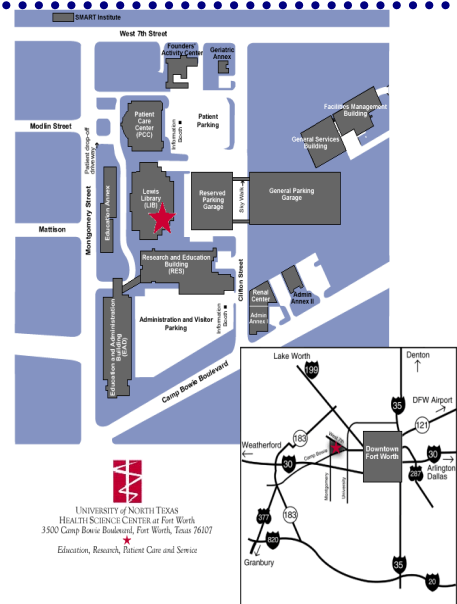 SMART Institute
West 7th Street
Founders'
Activity Center
Geriatric
Annex
Facilities Management
Building
General Services
Building
Patient
Care
Center
(PCC)
Information
Booth
Patient
Parking
Modlin Street
Patient drop-off
driveway
Montgomery Street
Education Annex
Lewis
Library
(LIB)
Reserved
Parking
Garage
Sky Walk
General Parking
Garage
Mattison
Research and Education
Building
(RES)
Clifton Street
Renal
Center
Admin
Annex I
Admin
Annex II
Education and Administration
Building
(EAD)
Administration and Visitor
Parking
Information
Booth
Camp Bowie Boulevard
Lake Worth
Denton
199
35
DFW Airport
121
183
Weatherford
West 7th
Camp Bowie
Downtown
Fort Worth
30
30
Arlington
Dallas
287
Montgomery
University
377
183
820
Granbury
35
20
UNIVERSITY of NORTH TEXAS
HEALTH SCIENCE CENTER at Fort Worth
3500 Camp Bowie Boulevard, Fort Worth, Texas 76107
Education, Research, Patient Care and Service